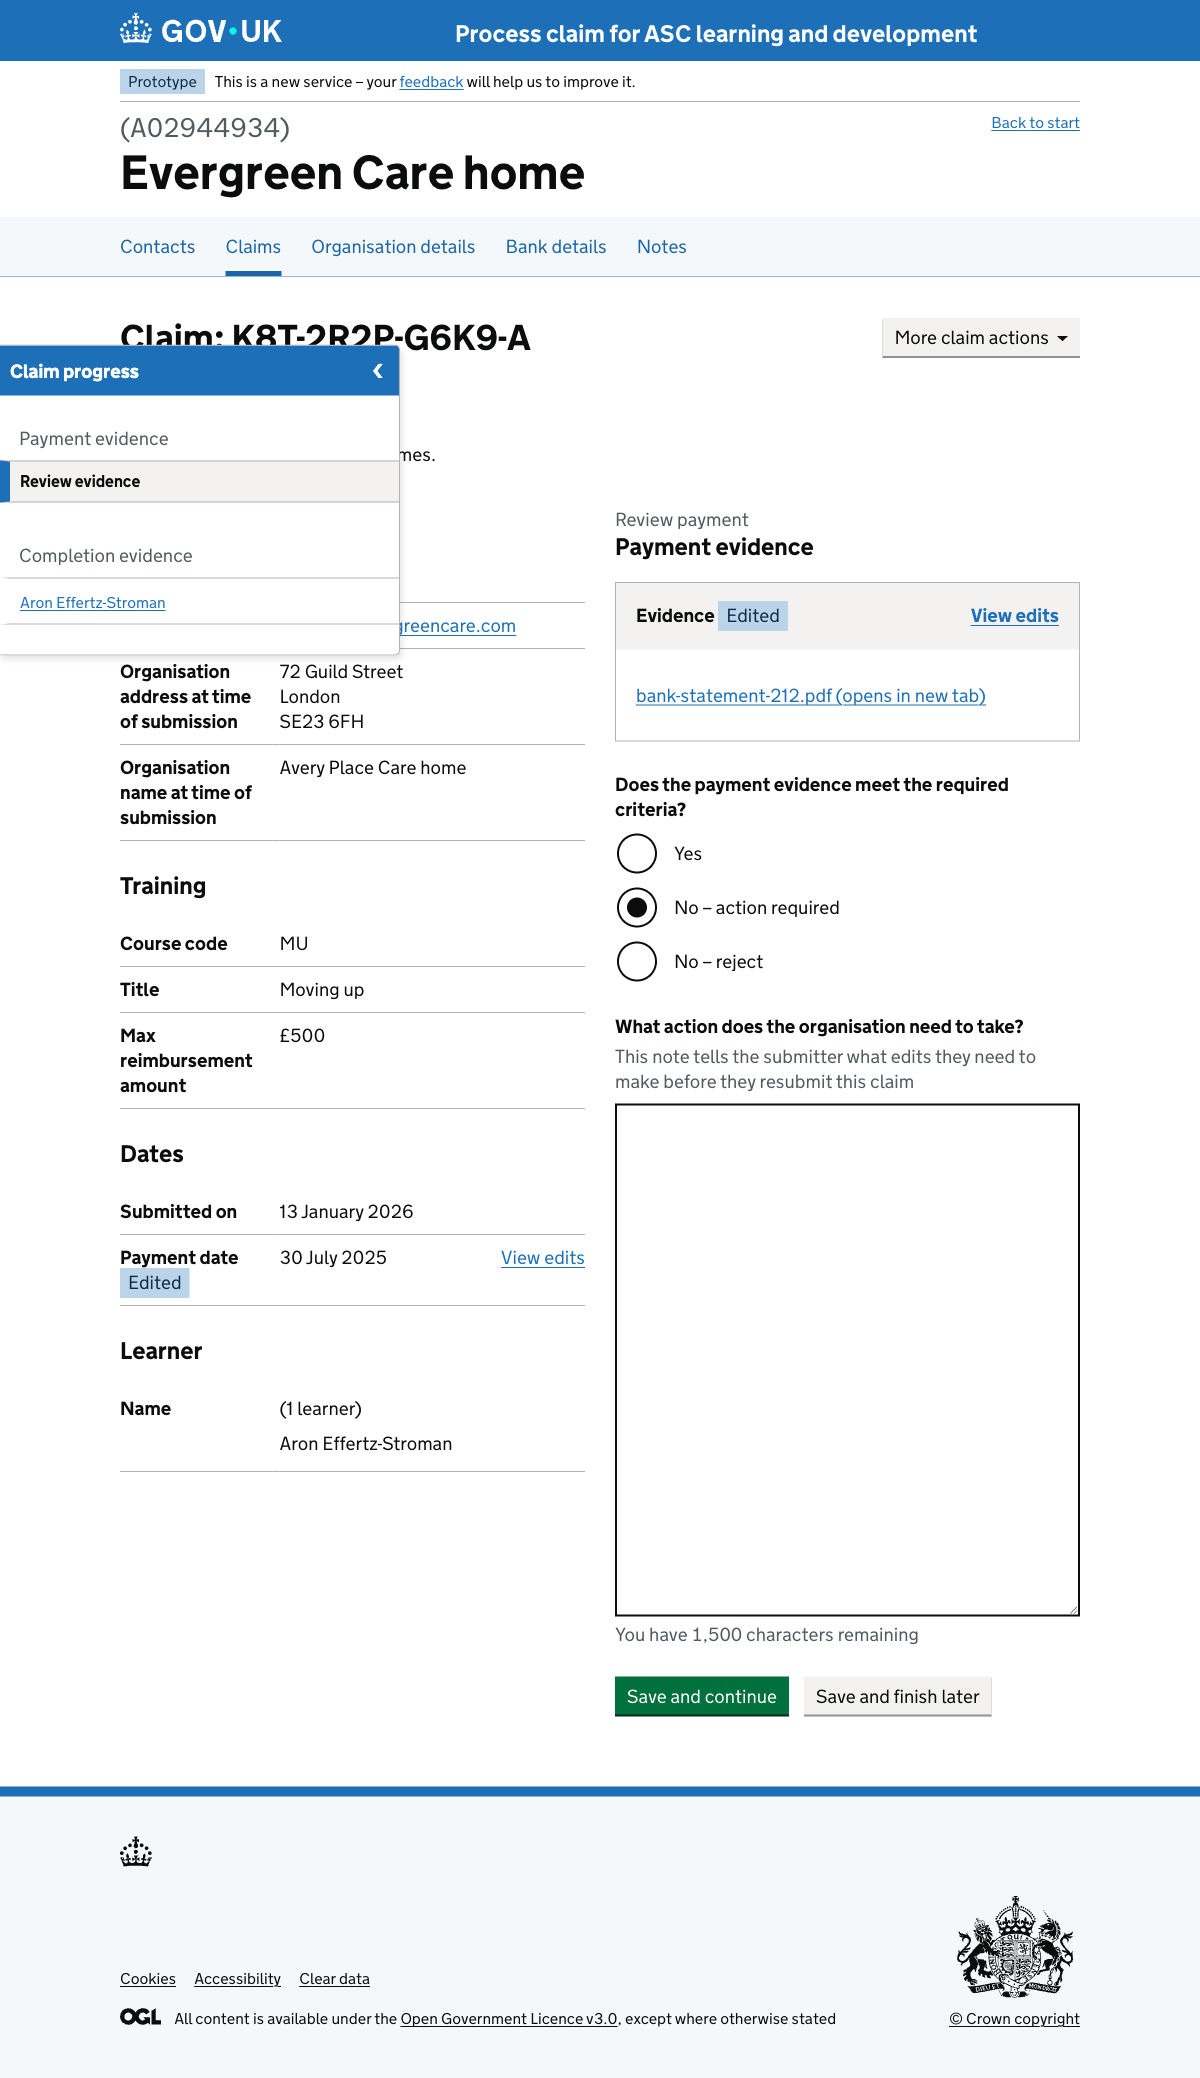 GOV·UK
Process claim for ASC learning and development
Prototype This is a new service – your feedback will help us to improve it.
(A02944934)
Back to start
Evergreen Care home
Contacts Claims Organisation details Bank details Notes
Claim: K8T-2R2P-G6K9-A
More claim actions
Claim progress
Payment evidence
Review evidence
Completion evidence
Aron Effertz-Stroman
greencare.com
Organisation 72 Guild Street
address at time London
of submission SE23 6FH
Organisation Avery Place Care home
name at time of
submission
Training
Course code MU
Title Moving up
Max £500
reimbursement
amount
Dates
Submitted on 13 January 2026
Payment date 30 July 2025 View edits
Edited
Learner
Name (1 learner)
Aron Effertz-Stroman
Review payment
Payment evidence
Evidence Edited View edits
bank-statement-212.pdf (opens in new tab)
Does the payment evidence meet the required
criteria?
Yes
No – action required
No – reject
What action does the organisation need to take?
This note tells the submitter what edits they need to
make before they resubmit this claim
You have 1,500 characters remaining
Save and continue Save and finish later
Cookies Accessibility Clear data
OGL All content is available under the Open Government Licence v3.0, except where otherwise stated
© Crown copyright